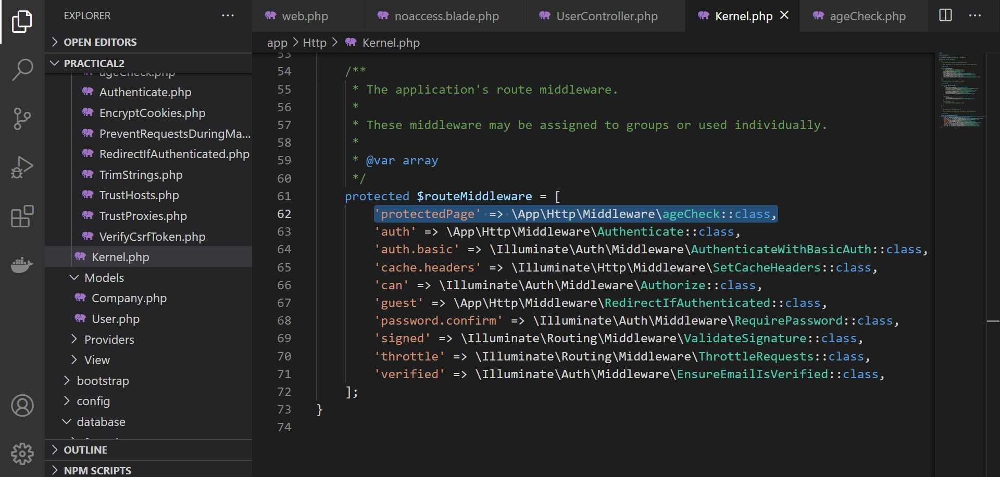 EXPLORER
OPEN EDITORS
PRACTICAL2
ageCheck.php
Authenticate.php
EncryptCookies.php
PreventRequestsDuringMa...
RedirectIfAuthenticated.php
TrimStrings.php
TrustHosts.php
TrustProxies.php
VerifyCsrfToken.php
Kernel.php
Models
Company.php
User.php
Providers
View
bootstrap
config
database
OUTLINE
NPM SCRIPTS
web.php
noaccess.blade.php
UserController.php
Kernel.php
ageCheck.php
app > Http > Kernel.php
53
54 /**
55 * The application's route middleware.
56 *
57 * These middleware may be assigned to groups or used individually.
58 *
59 * @var array
60 */
61 protected $routeMiddleware = [
62 'protectedPage' => \App\Http\Middleware\ageCheck::class,
63 'auth' => \App\Http\Middleware\Authenticate::class,
64 'auth.basic' => \Illuminate\Auth\Middleware\AuthenticateWithBasicAuth::class,
65 'cache.headers' => \Illuminate\Http\Middleware\SetCacheHeaders::class,
66 'can' => \Illuminate\Auth\Middleware\Authorize::class,
67 'guest' => \App\Http\Middleware\RedirectIfAuthenticated::class,
68 'password.confirm' => \Illuminate\Auth\Middleware\RequirePassword::class,
69 'signed' => \Illuminate\Routing\Middleware\ValidateSignature::class,
70 'throttle' => \Illuminate\Routing\Middleware\ThrottleRequests::class,
71 'verified' => \Illuminate\Auth\Middleware\EnsureEmailIsVerified::class,
72 ];
73 }
74